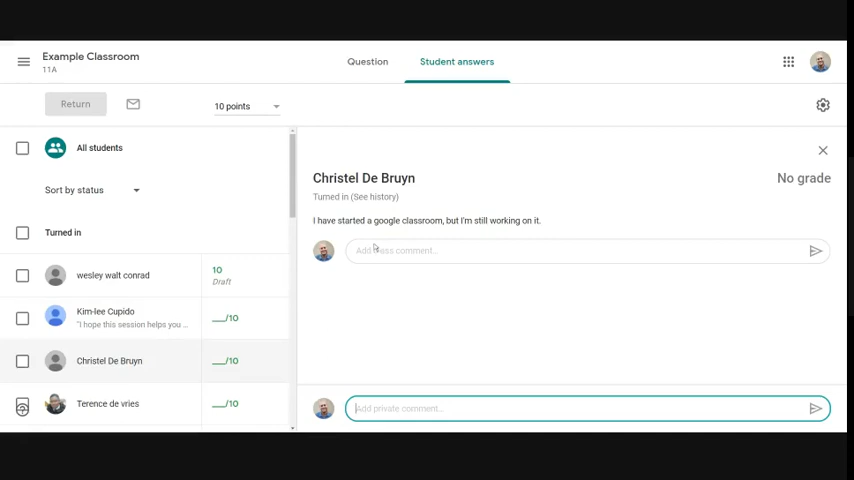 Example Classroom
11A
Question
Student answers
Return
10 points
All students
Sort by status
Turned in
wesley walt conrad
10
Draft
Kim-lee Cupido
"I hope this session helps you ...
___/10
Christel De Bruyn
___/10
Terence de vries
___/10
Christel De Bruyn
No grade
Turned in (See history)
I have started a google classroom, but I'm still working on it.
Add class comment...
Add private comment...